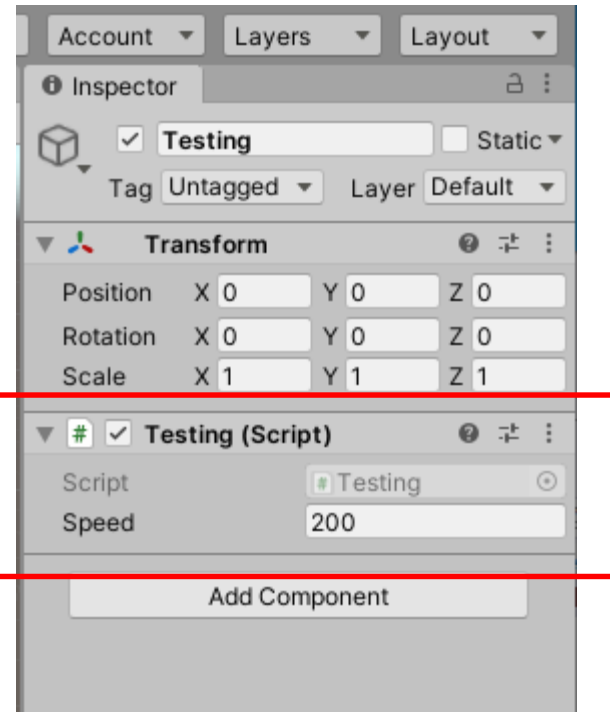 Account Layers Layout
Inspector
Testing Static
Tag Untagged Layer Default
Transform
Position X 0 Y 0 Z 0
Rotation X 0 Y 0 Z 0
Scale X 1 Y 1 Z 1
# Testing (Script)
Script # Testing
Speed 200
Add Component